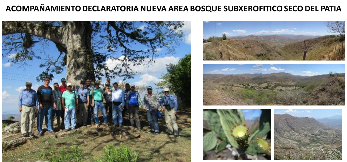 ACOMPAÑAMIENTO DECLARATORIA NUEVA AREA BOSQUE SUBXEROFITICO SECO DEL PATIA